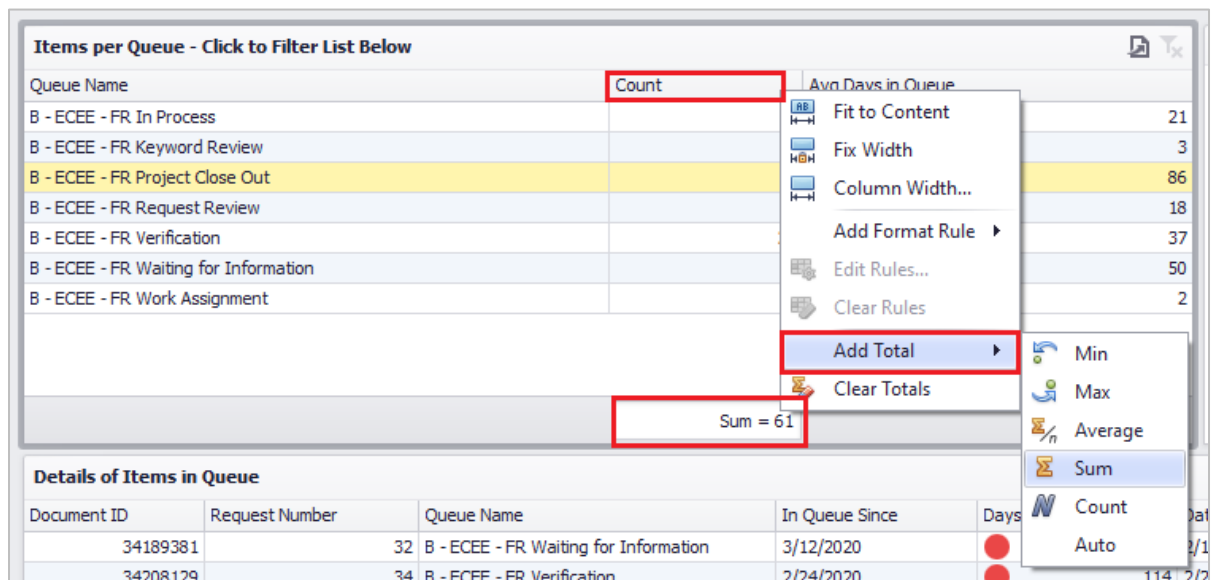 Items per Queue - Click to Filter List Below
Queue Name Count Avg Days in Queue
B - ECEE - FR In Process 21
B - ECEE - FR Keyword Review 3
B - ECEE - FR Project Close Out 86
B - ECEE - FR Request Review 18
B - ECEE - FR Verification 37
B - ECEE - FR Waiting for Information 50
B - ECEE - FR Work Assignment 2
Sum = 61
AB Fit to Content
Fix Width
Column Width...
Add Format Rule
Edit Rules...
Clear Rules
Add Total
Clear Totals
Min
Max
Average
Sum
Count
Auto
Details of Items in Queue
Document ID Request Number Queue Name In Queue Since Days
34189381 32 B - ECEE - FR Waiting for Information 3/12/2020
34208129 34 B - ECEE - FR Verification 2/24/2020 114